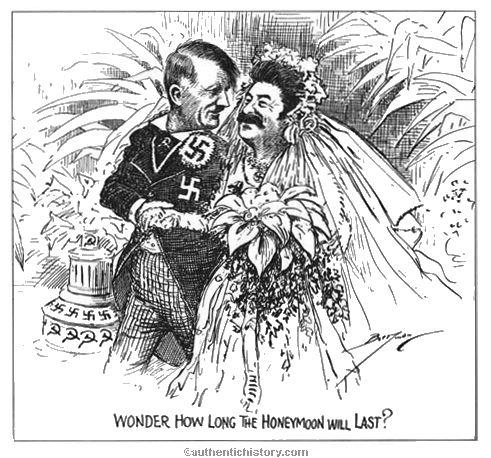 WONDER HOW LONG THE HONEYMOON WILL LAST?
©authentichistory.com